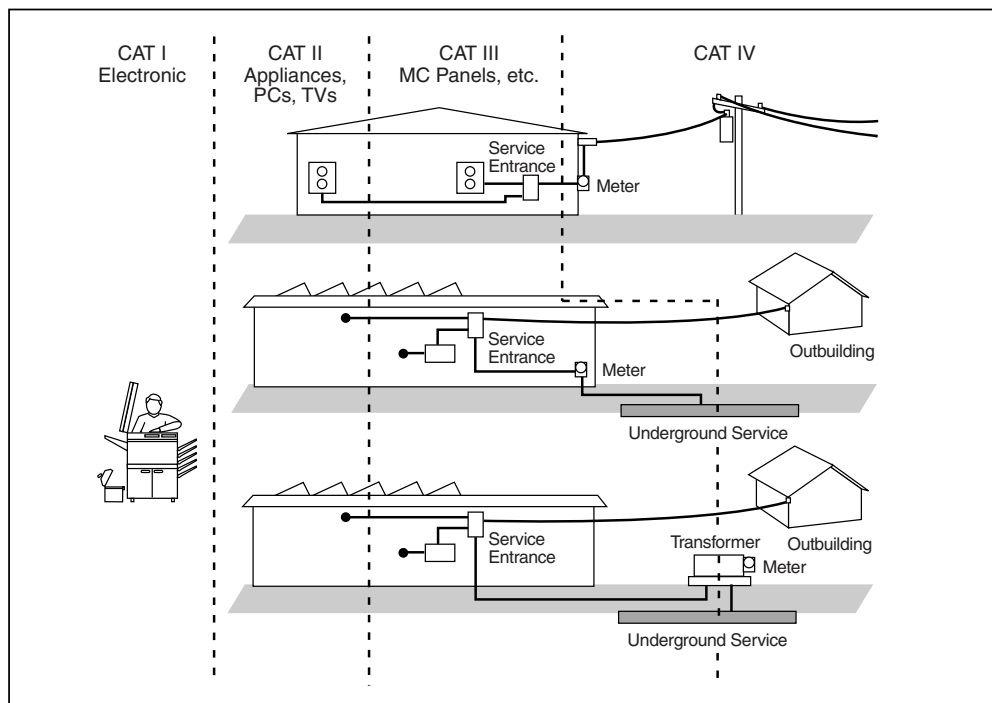 CAT I
Electronic
CAT II
Appliances,
PCs, TVs
CAT III
MC Panels, etc.
CAT IV
Service
Entrance
Meter
Service
Entrance
Meter
Outbuilding
Underground Service
Service
Entrance
Transformer
Meter
Outbuilding
Underground Service